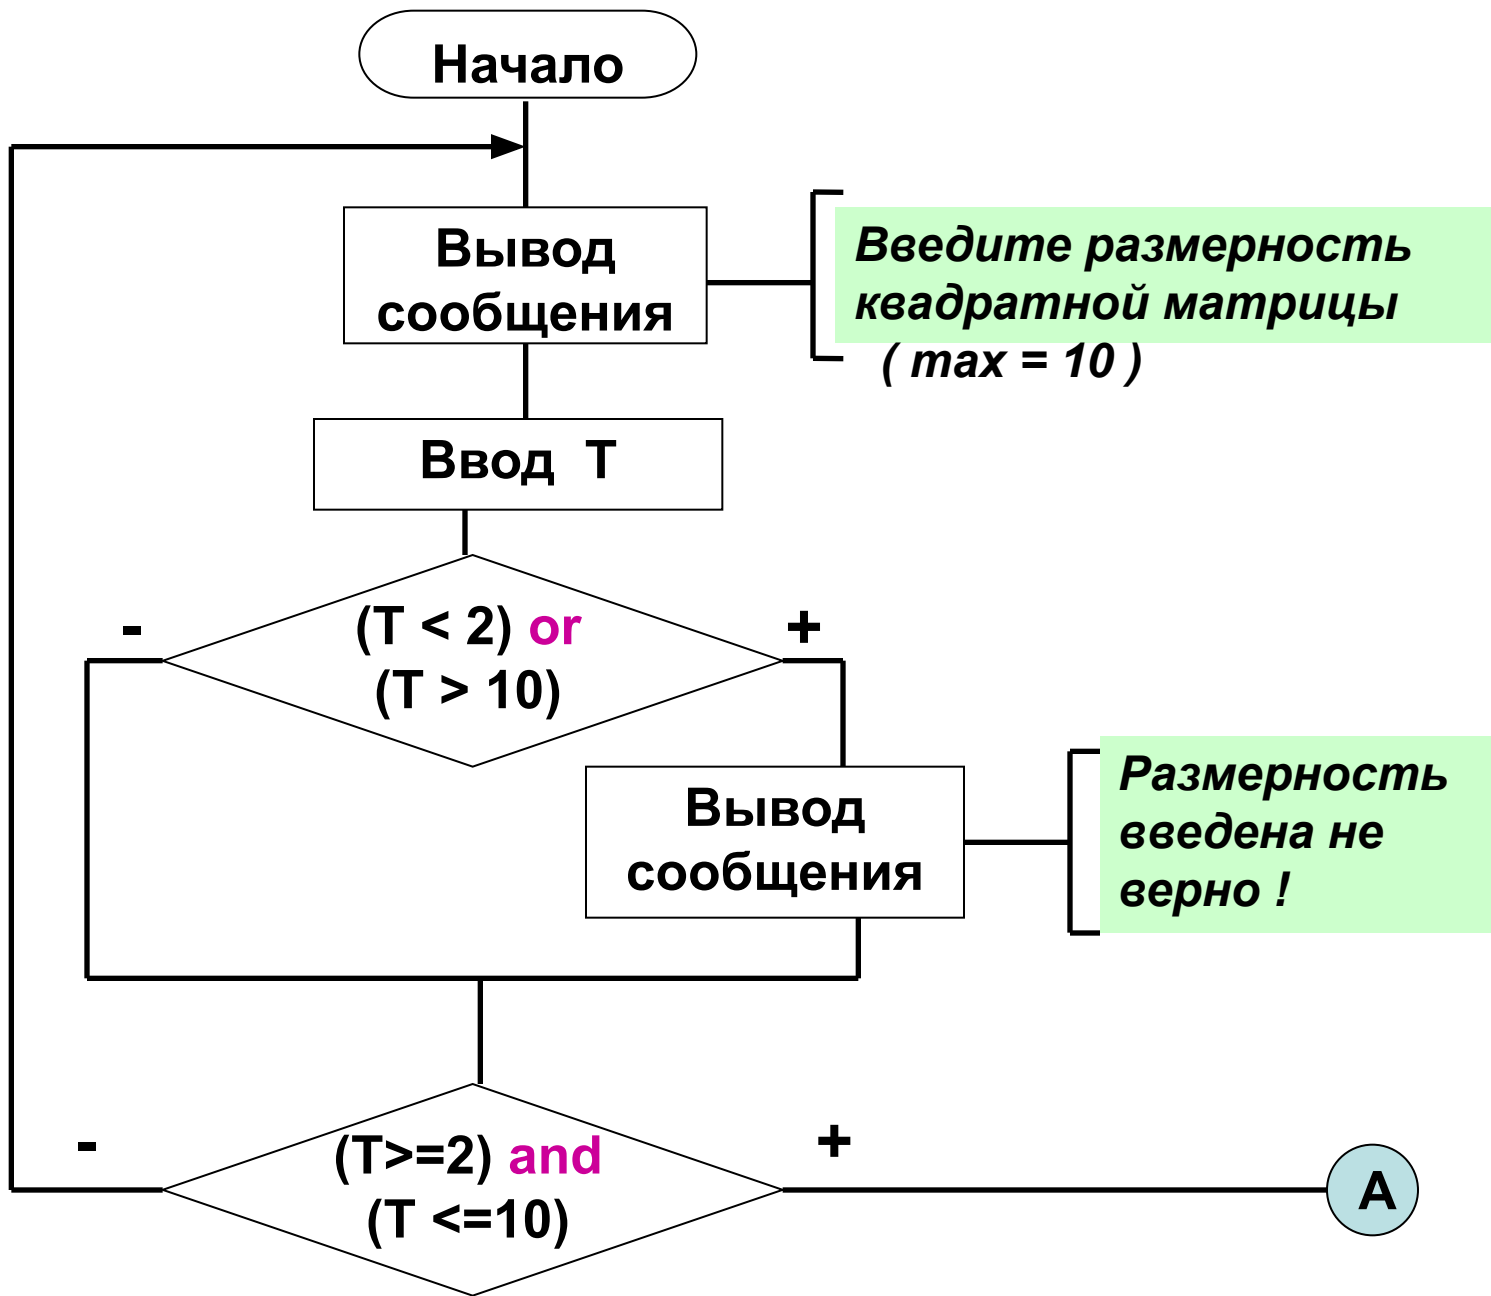 Начало
Вывод
сообщения
Введите размерность
квадратной матрицы
( max = 10 )
Ввод T
-
+
(T < 2) or
(T > 10)
Вывод
сообщения
Размерность
введена не
верно !
-
+
(T>=2) and
(T <=10)
A